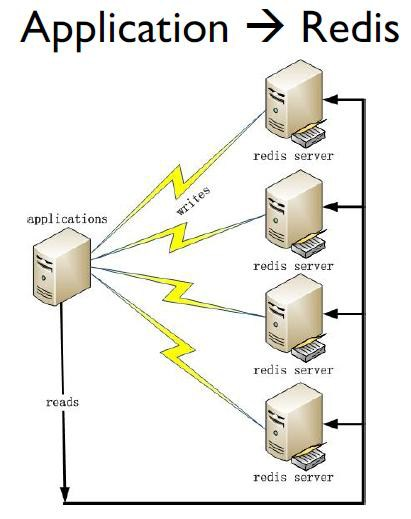 Application → Redis
redis server
writes
applications
redis server
redis server
reads
redis server